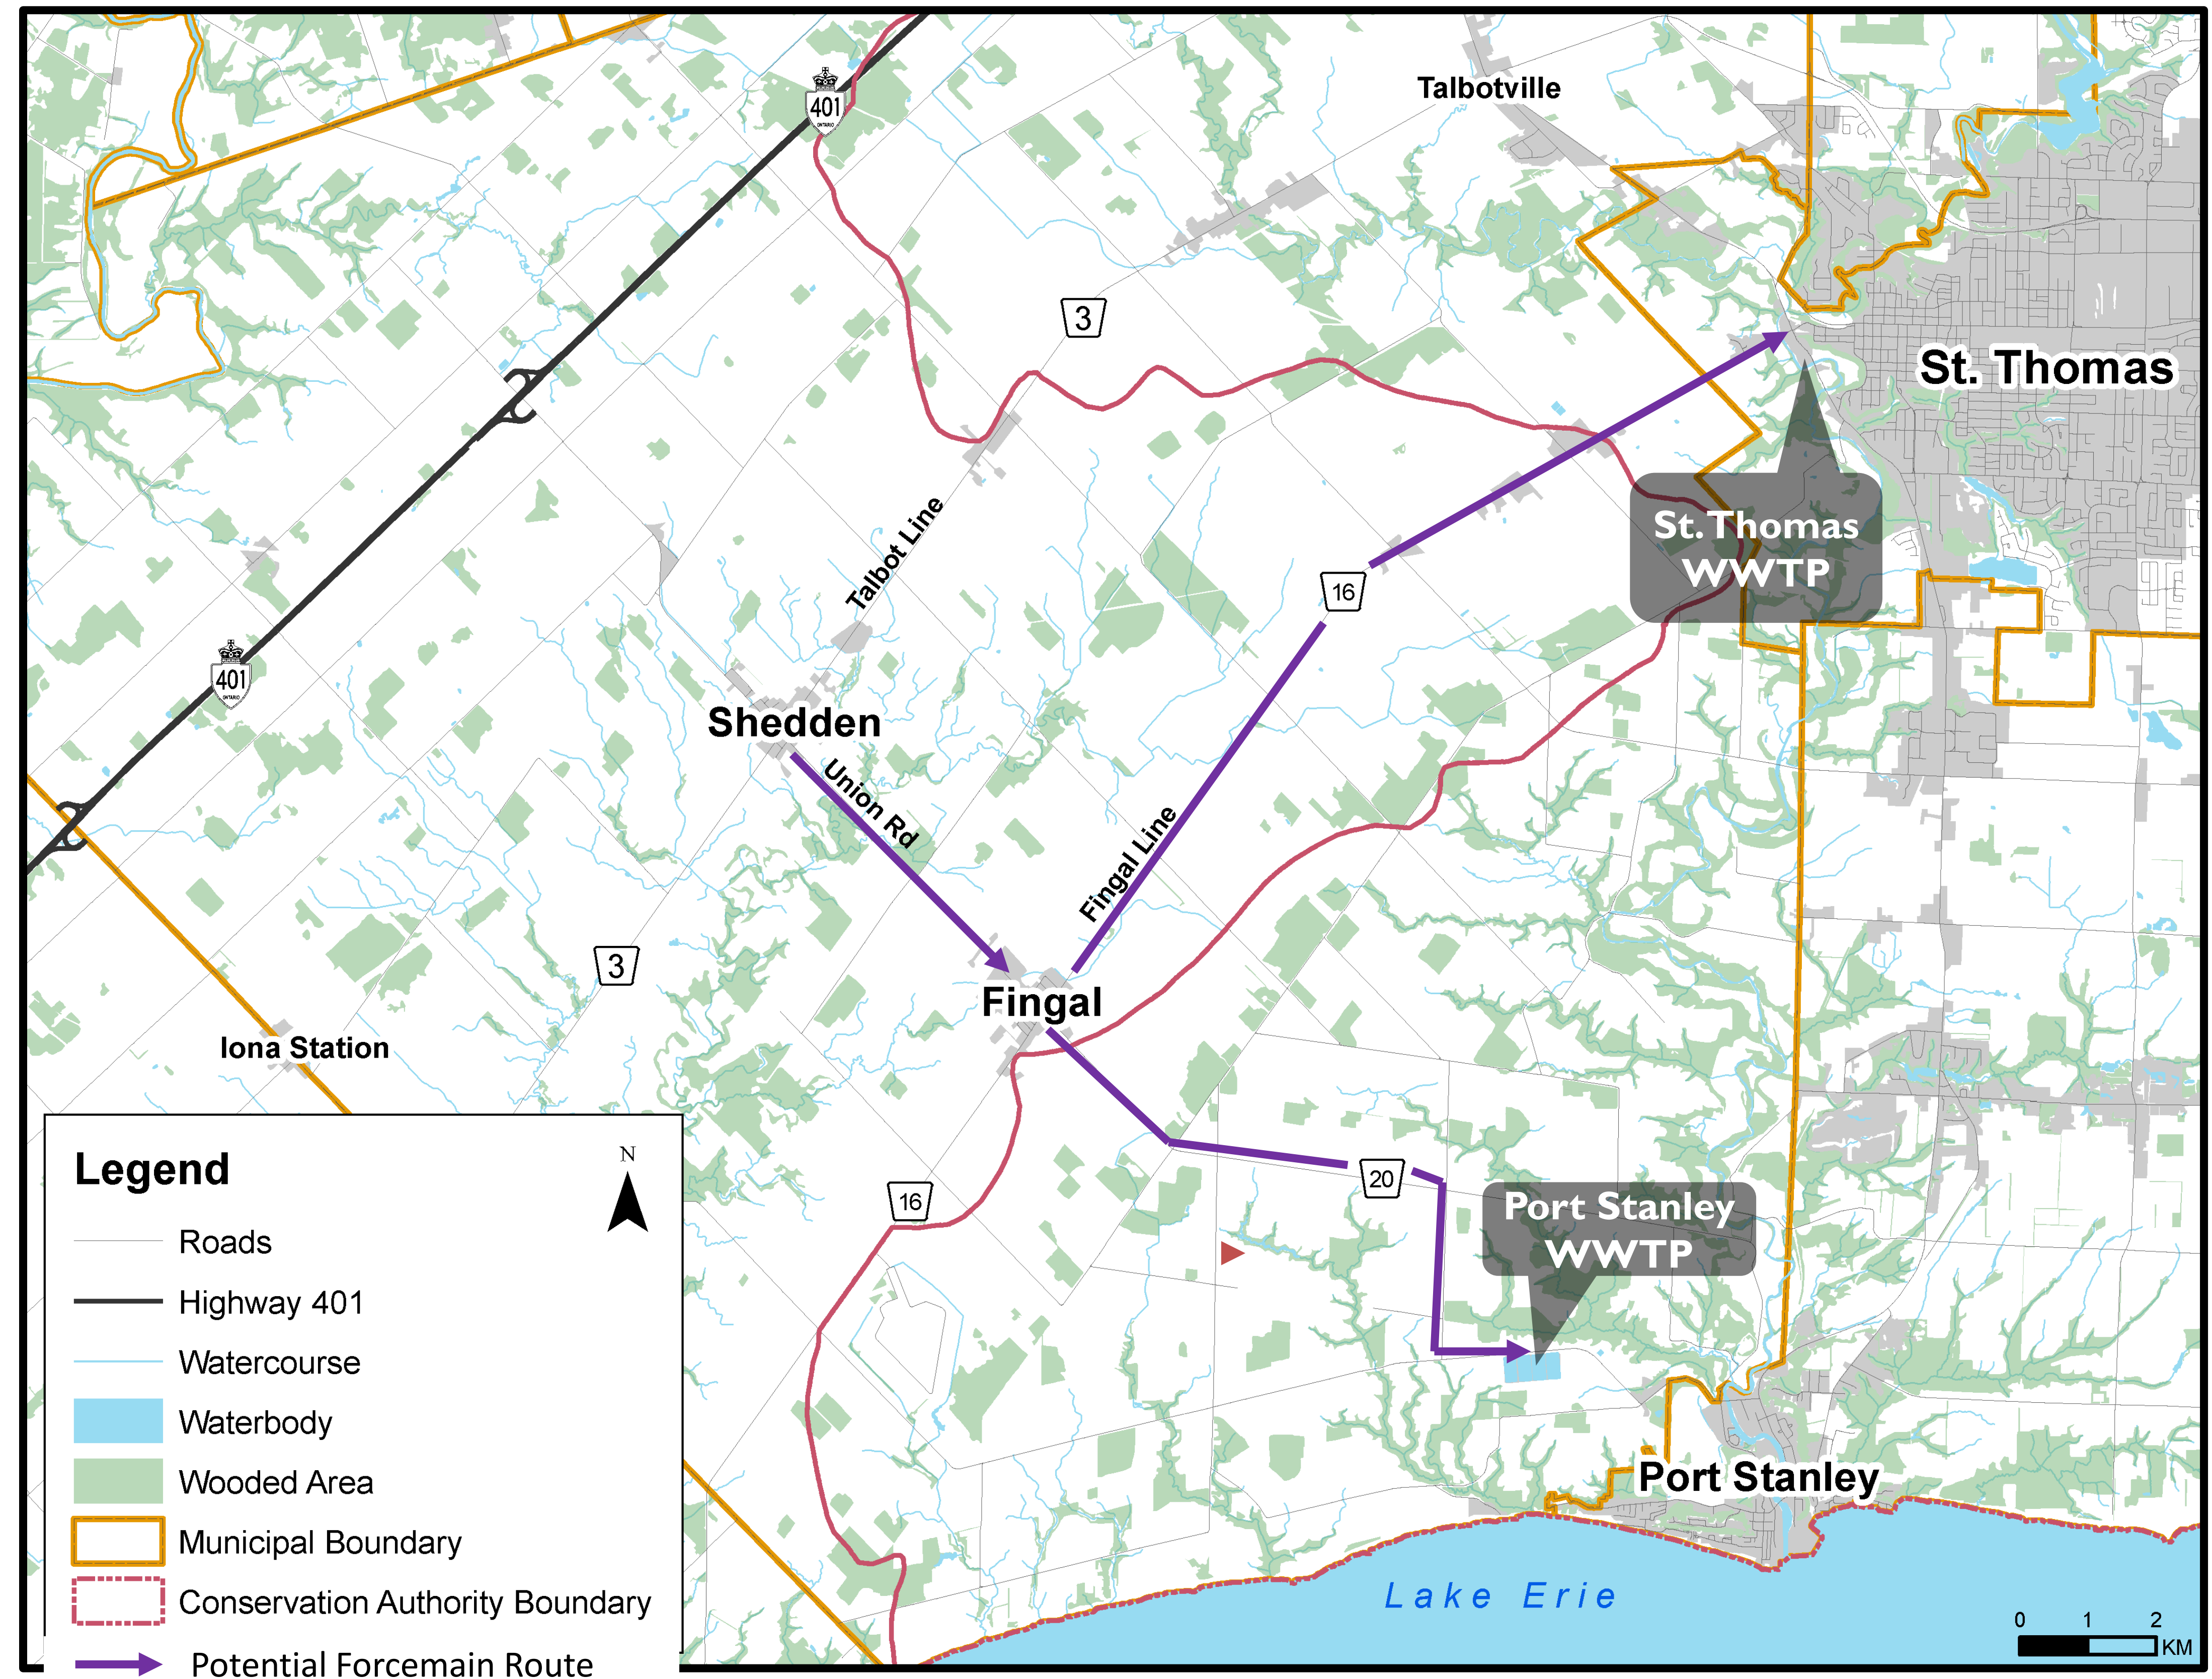 Talbotville
401
ONTARIO
3
St. Thomas
Talbot Line
St. Thomas
WWTP
16
401
ONTARIO
Shedden
Union Rd
Fingal Line
3
Fingal
Iona Station
20
16
Port Stanley
WWTP
Port Stanley
Lake Erie
0 1 2
KM
Legend
N
Roads
Highway 401
Watercourse
Waterbody
Wooded Area
Municipal Boundary
Conservation Authority Boundary
Potential Forcemain Route